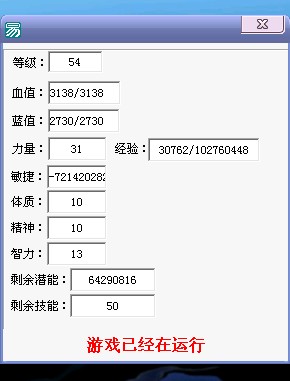 易
等级： 54
血值： 3138/3138
蓝值： 2730/2730
力量： 31 经验： 30762/102760448
敏捷： -721420282
体质： 10
精神： 10
智力： 13
剩余潜能： 64290816
剩余技能： 50
游戏已经在运行